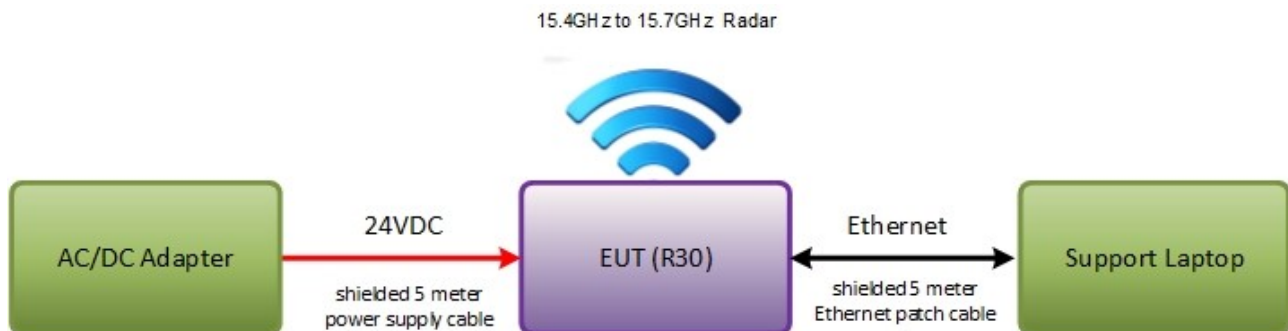 15.4GHz to 15.7GHz Radar
24VDC
Ethernet
AC/DC Adapter
EUT (R30)
Support Laptop
shielded 5 meter
power supply cable
shielded 5 meter
Ethernet patch cable